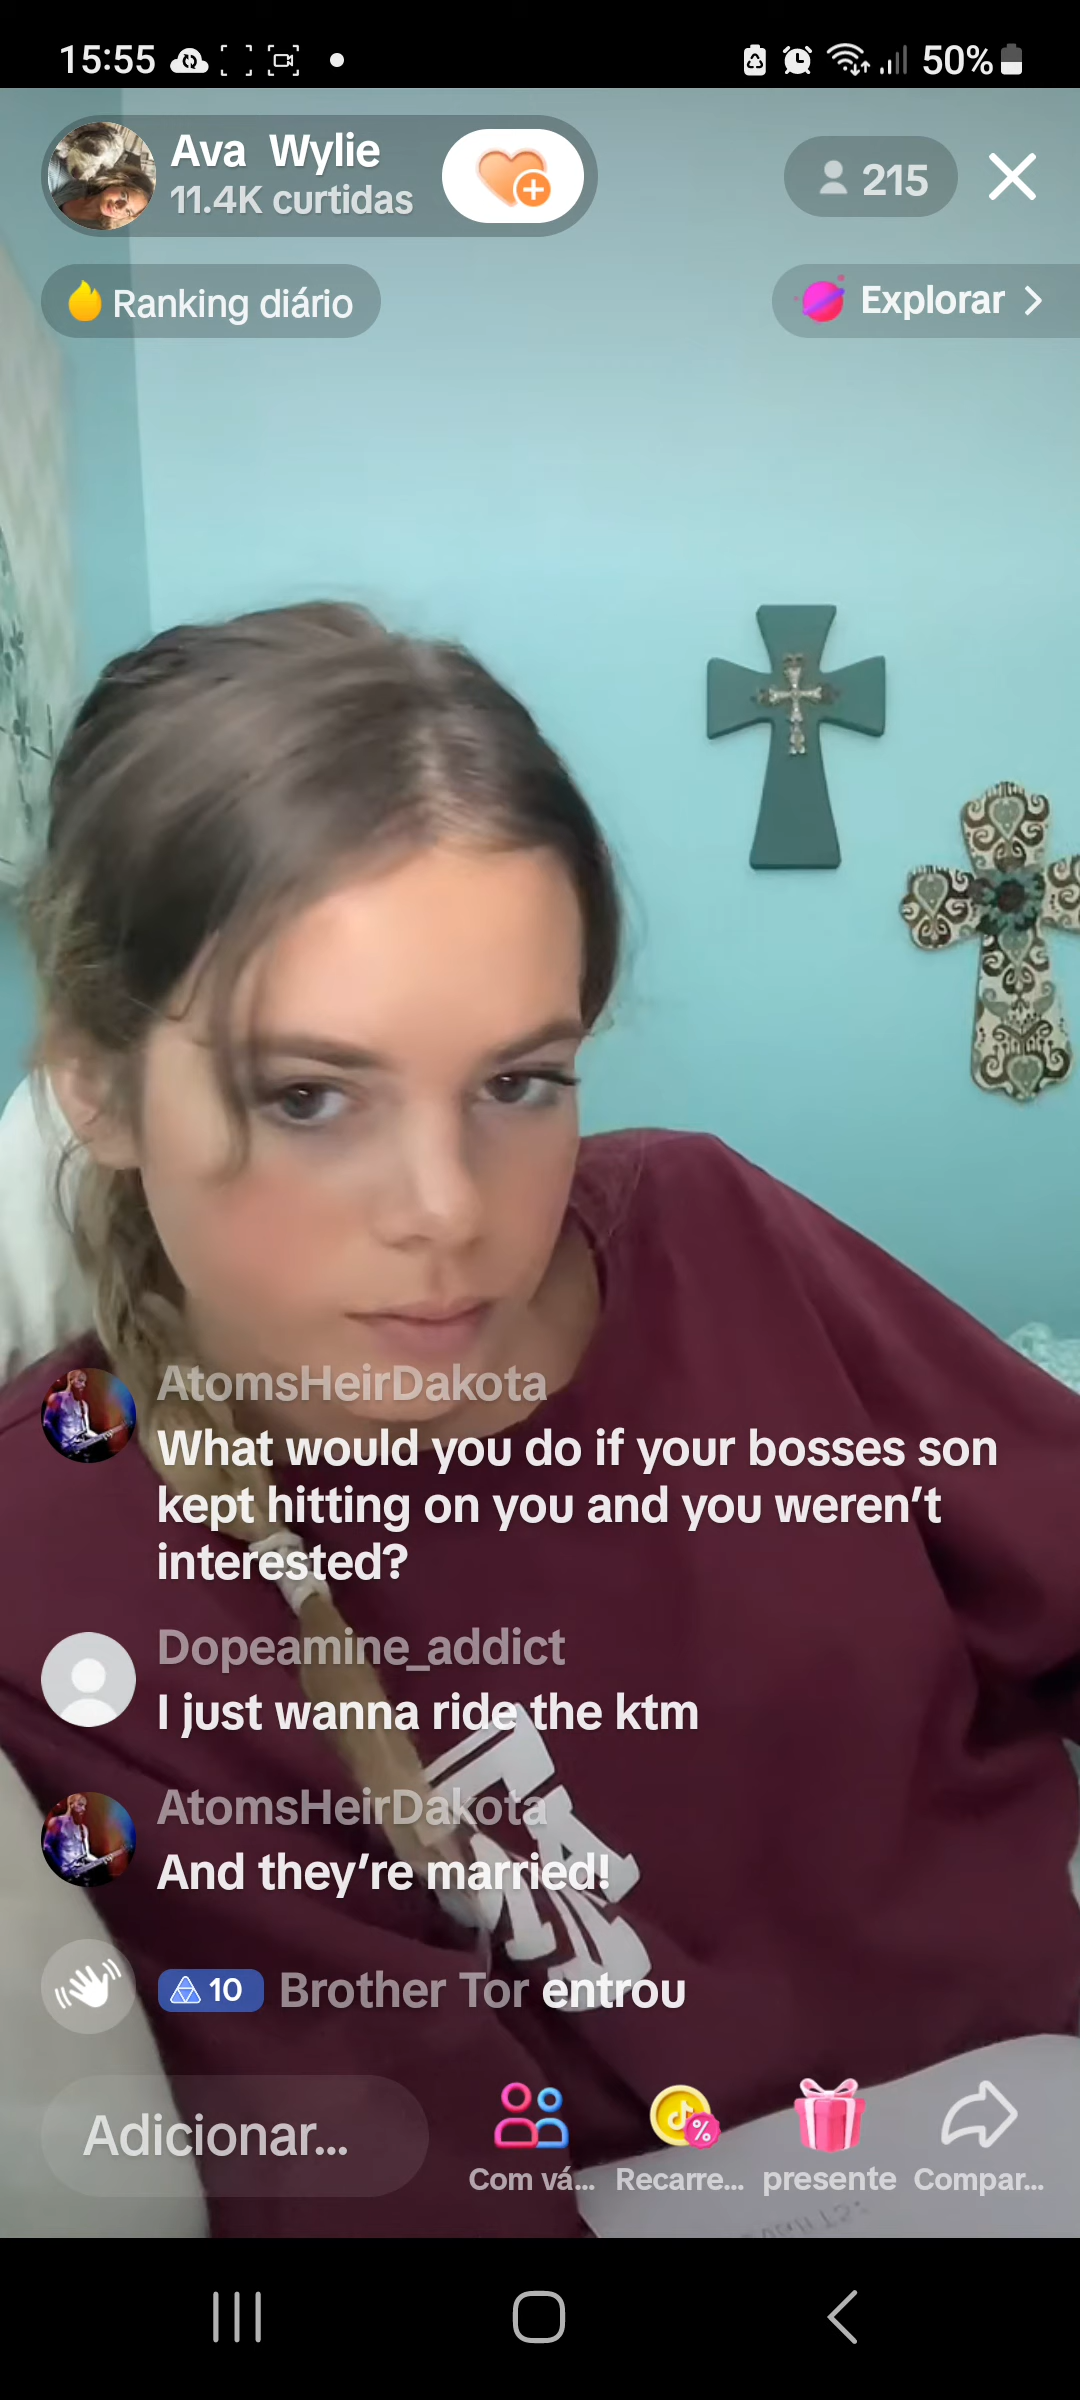 15:55
50%
Ava Wylie
11.4K curtidas
215
Ranking diário
Explorar
AtomsHeirDakota
What would you do if your bosses son
kept hitting on you and you weren't
interested?
Dopeamine_addict
I just wanna ride the ktm
AtomsHeirDakota
And they're married!
10 Brother Tor entrou
Adicionar...
Com vá...
Recarre...
presente
Compar...